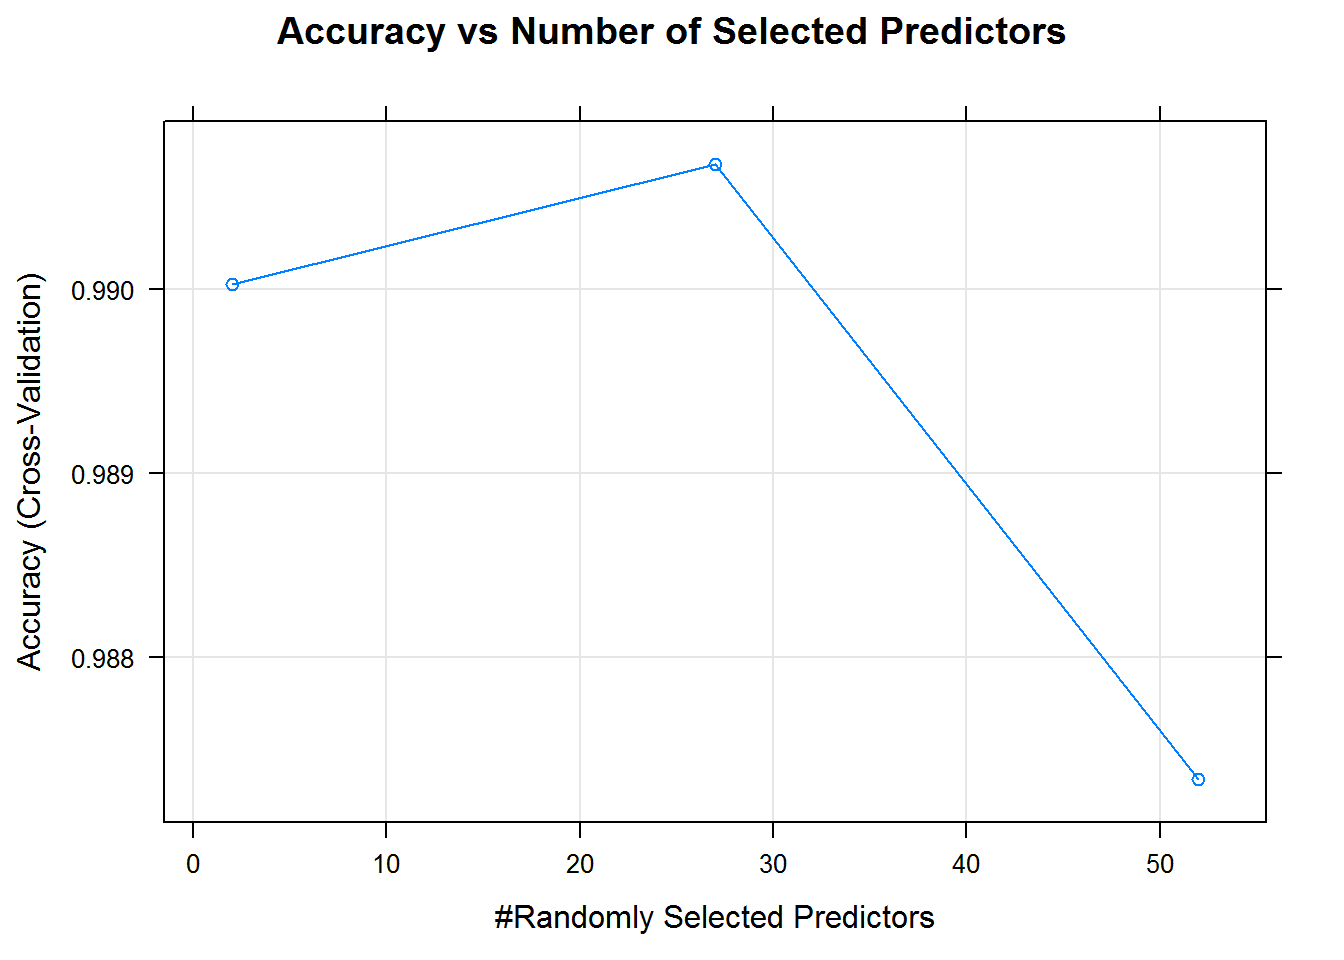 Accuracy vs Number of Selected Predictors
Accuracy (Cross-Validation)
0.990
0.989
0.988
0 10 20 30 40 50
#Randomly Selected Predictors